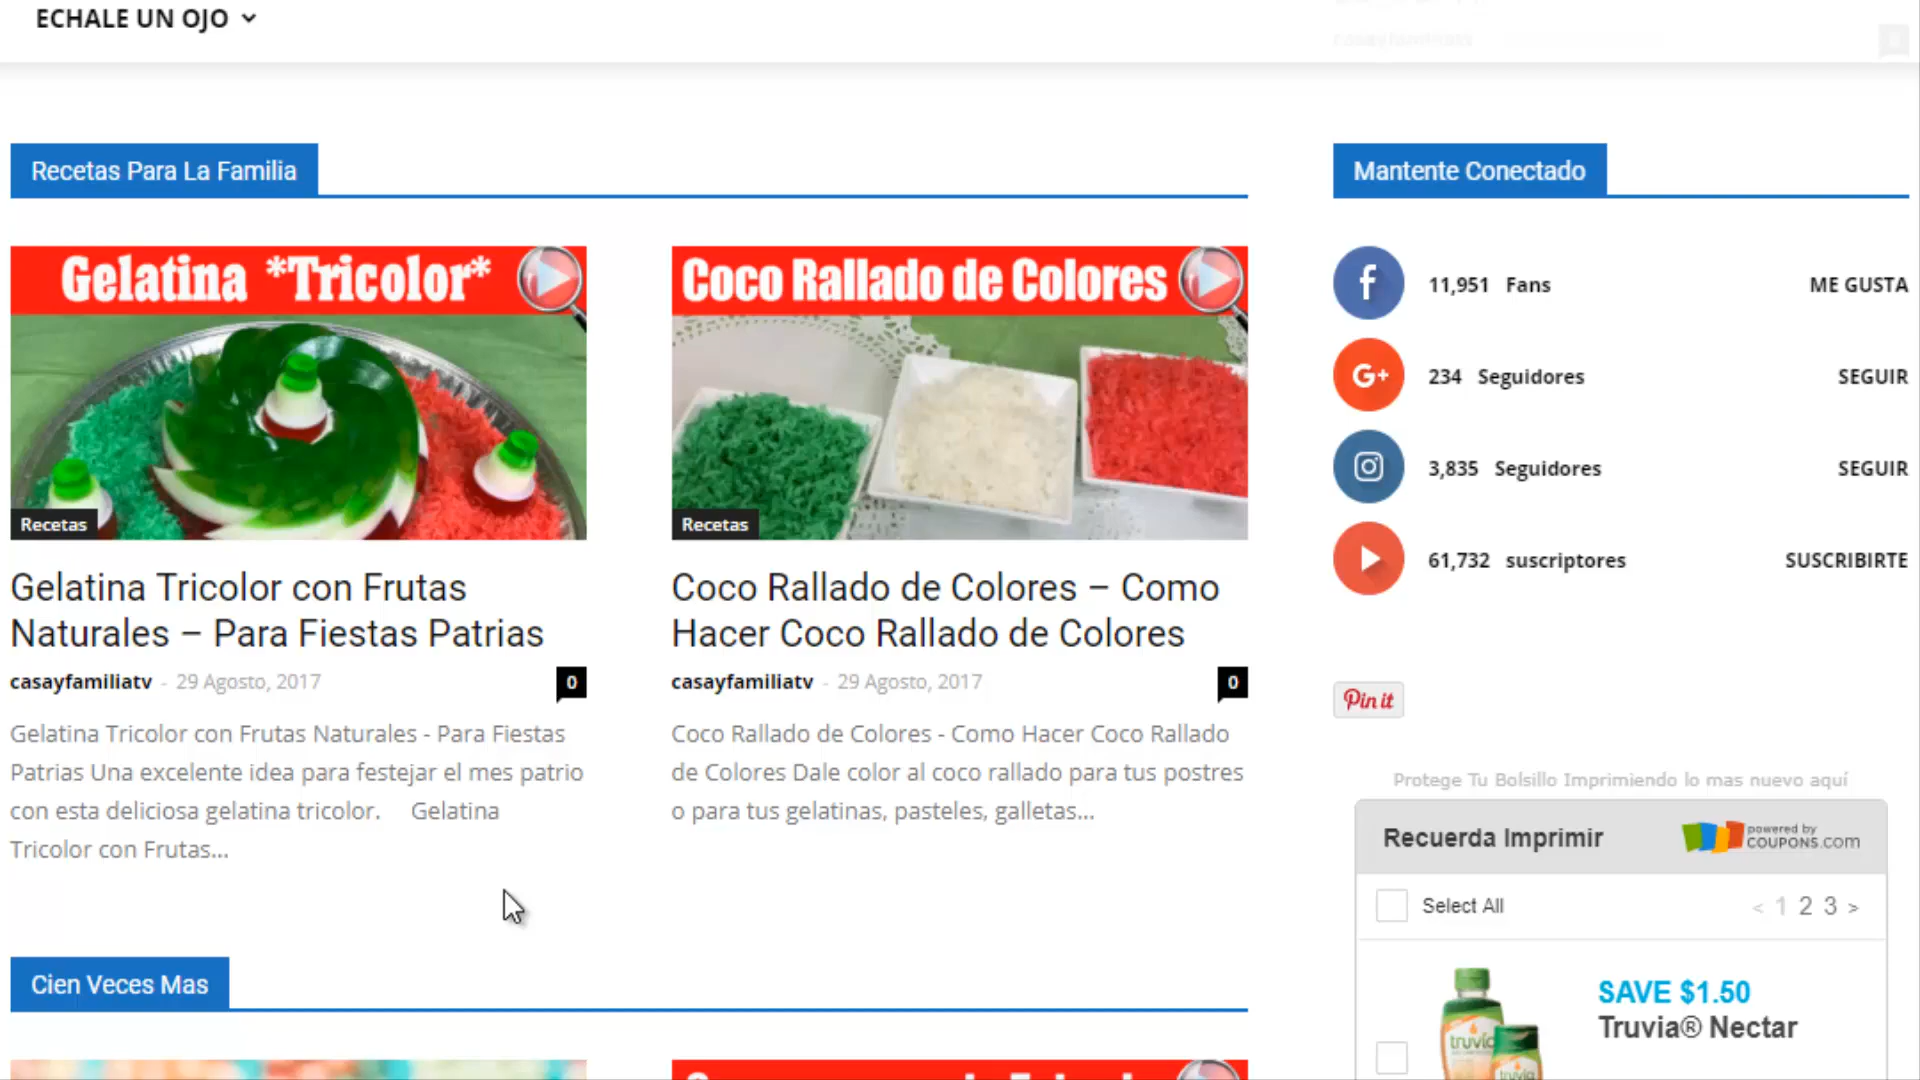 ECHALE UN OJO
Recetas Para La Familia
Gelatina *Tricolor*
Recetas
Gelatina Tricolor con Frutas
Naturales – Para Fiestas Patrias
casayfamiliatv - 29 Agosto, 2017
0
Gelatina Tricolor con Frutas Naturales - Para Fiestas
Patrias Una excelente idea para festejar el mes patrio
con esta deliciosa gelatina tricolor. Gelatina
Tricolor con Frutas...
Coco Rallado de Colores
Recetas
Coco Rallado de Colores – Como
Hacer Coco Rallado de Colores
casayfamiliatv - 29 Agosto, 2017
0
Coco Rallado de Colores - Como Hacer Coco Rallado
de Colores Dale color al coco rallado para tus postres
o para tus gelatinas, pasteles, galletas...
Cien Veces Mas
Mantente Conectado
f 11,951 Fans ME GUSTA
G+ 234 Seguidores SEGUIR
3,835 Seguidores SEGUIR
61,732 suscriptores SUSCRIBIRTE
Pin it
Protege Tu Bolsillo Imprimiendo lo mas nuevo aquí
Recuerda Imprimir
powered by
COUPONS.com
Select All
< 1 2 3 >
SAVE $1.50
Truvia® Nectar
truvia
truvia